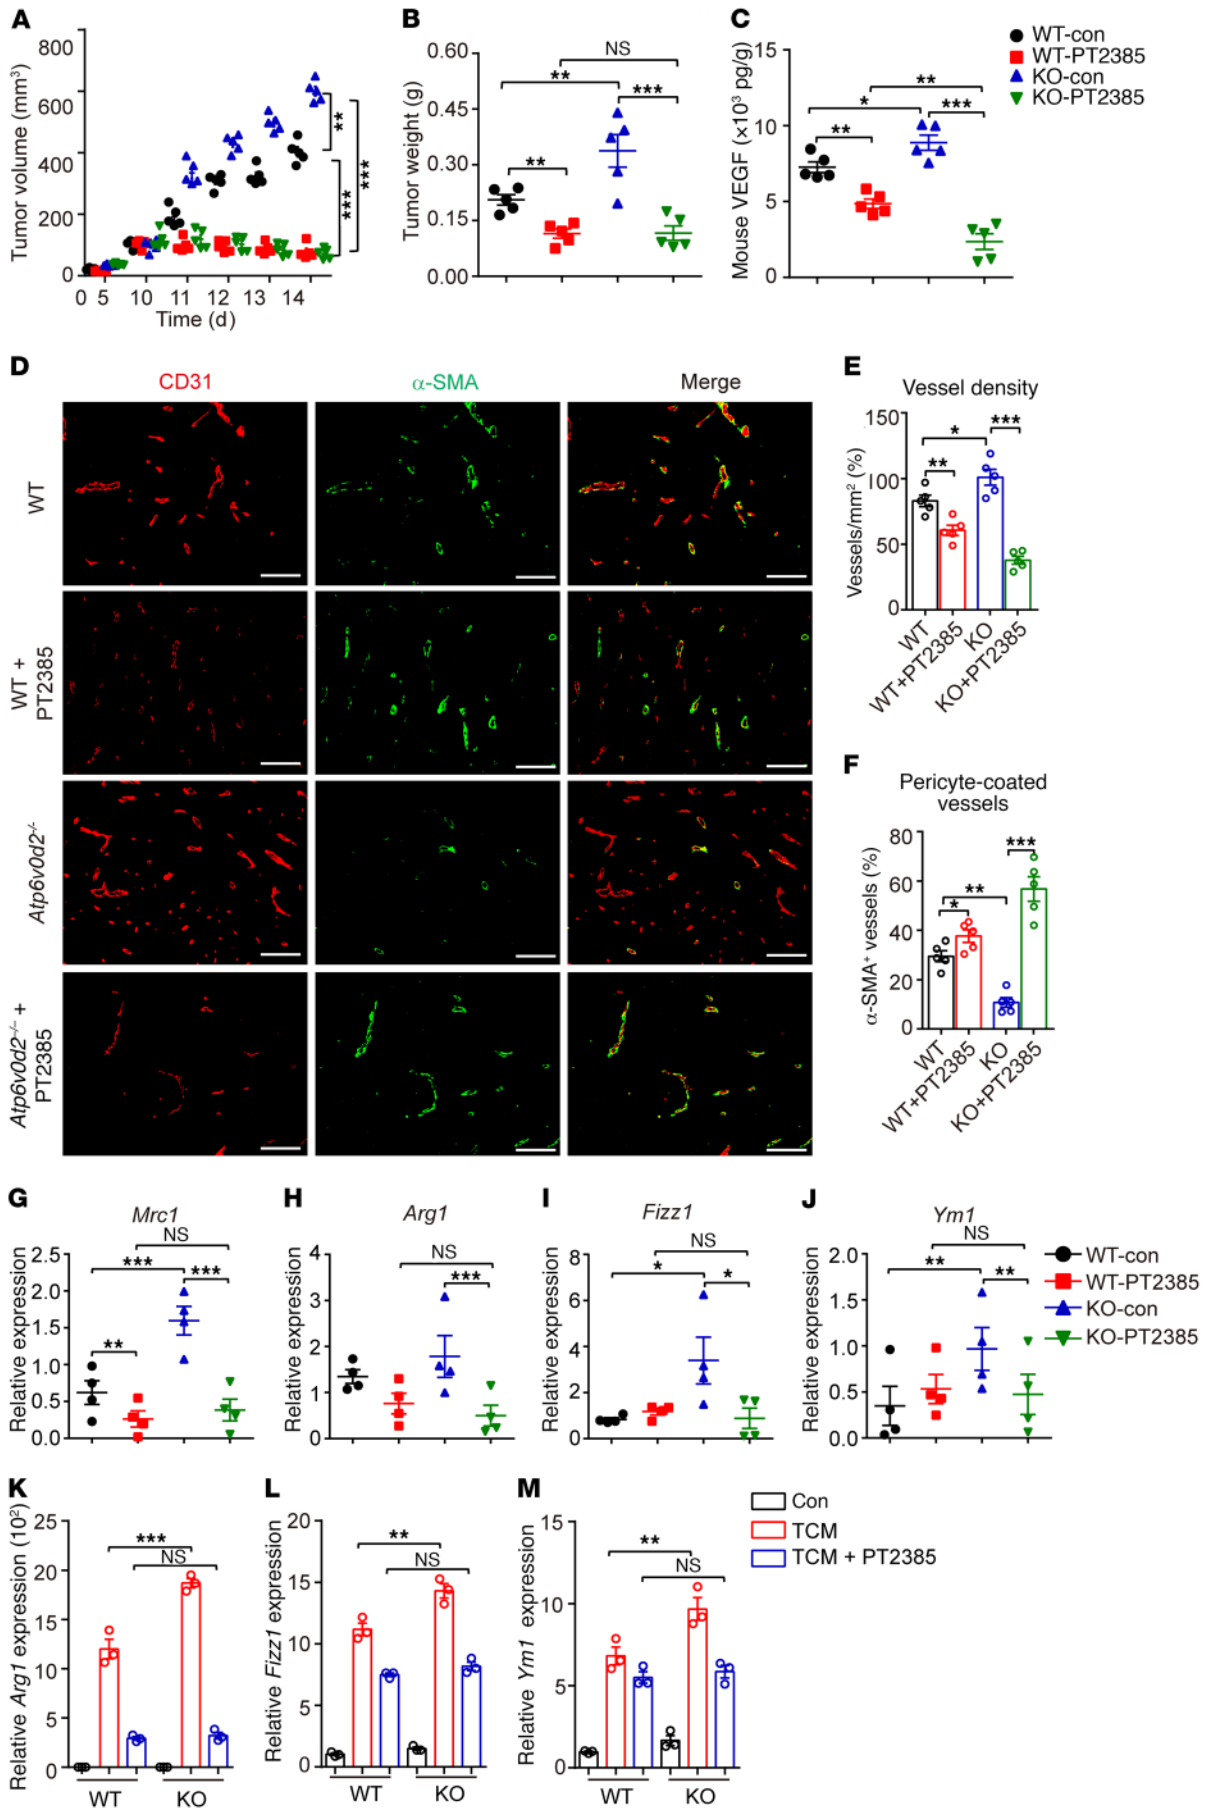 A
Tumor volume (mm³)
800
600
400
200
0
0 5 10 11 12 13 14
Time (d)
**
***
***
B
Tumor weight (g)
0.60
0.45
0.30
0.15
0.00
NS
**
***
**
C
Mouse VEGF (×10³ pg/g)
15
10
5
0
**
*
***
**
WT-con
WT-PT2385
KO-con
KO-PT2385
D
CD31
α-SMA
Merge
WT
WT +
PT2385
Atp6v0d2-/-
Atp6v0d2-/- +
PT2385
E
Vessel density
Vessels/mm² (%)
150
100
50
0
***
*
**
WT
WT+PT2385
KO
KO+PT2385
F
Pericyte-coated
vessels
α-SMA⁺ vessels (%)
80
60
40
20
0
***
**
*
WT
WT+PT2385
KO
KO+PT2385
G
Mrc1
Relative expression
2.5
2.0
1.5
1.0
0.5
0.0
NS
***
***
**
H
Arg1
Relative expression
4
3
2
1
0
NS
***
I
Fizz1
Relative expression
8
6
4
2
0
NS
*
*
J
Ym1
Relative expression
2.0
1.5
1.0
0.5
0.0
NS
**
**
WT-con
WT-PT2385
KO-con
KO-PT2385
K
Relative Arg1 expression (10²)
25
20
15
10
5
0
***
NS
WT KO
L
Relative Fizz1 expression
20
15
10
5
0
**
NS
WT KO
M
Relative Ym1 expression
15
10
5
0
**
NS
WT KO
Con
TCM
TCM + PT2385